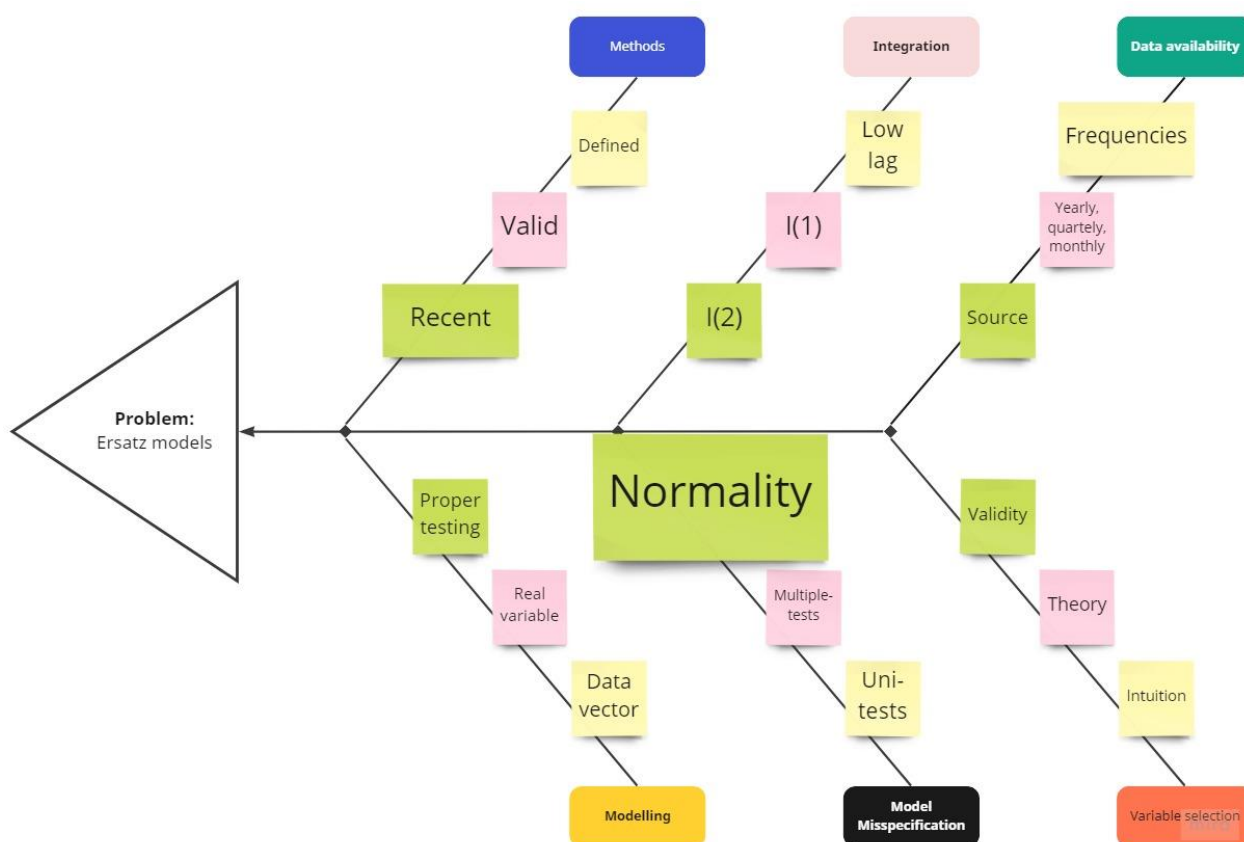 Methods
Integration
Data availability
Defined
Low
lag
Frequencies
Valid
I(1)
Yearly,
quartely,
monthly
Recent
I(2)
Source
Problem:
Ersatz models
Normality
Proper
testing
Validity
Real
variable
Multiple-
tests
Theory
Data
vector
Uni-
tests
Intuition
Modelling
Model
Misspecification
Variable selection
miro